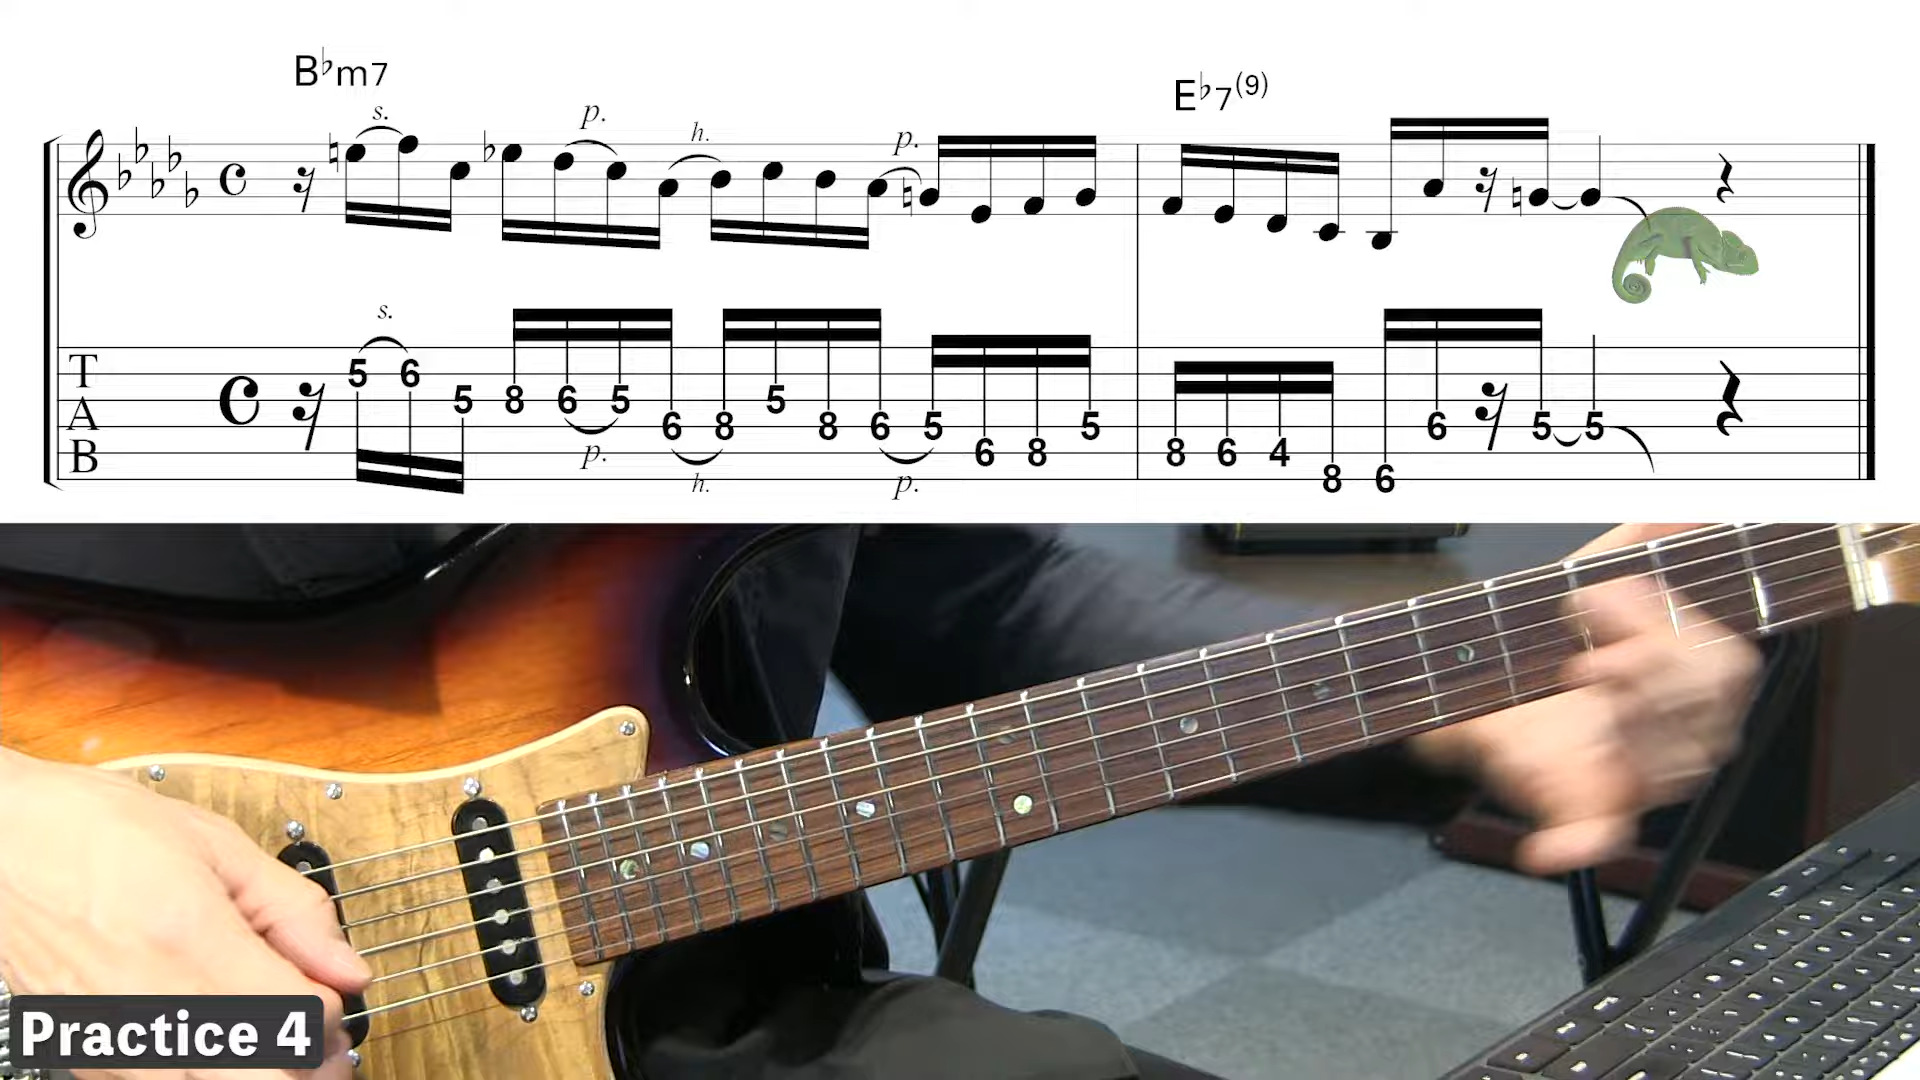 B♭m7
E♭7(9)
s. p. h. p.
s.
T 5 6 5 8 6 5 6 8 5 8 6 5 6 8 5 8 6 4 8 6 6 5 5
A
B
p. h. p.
Practice 4